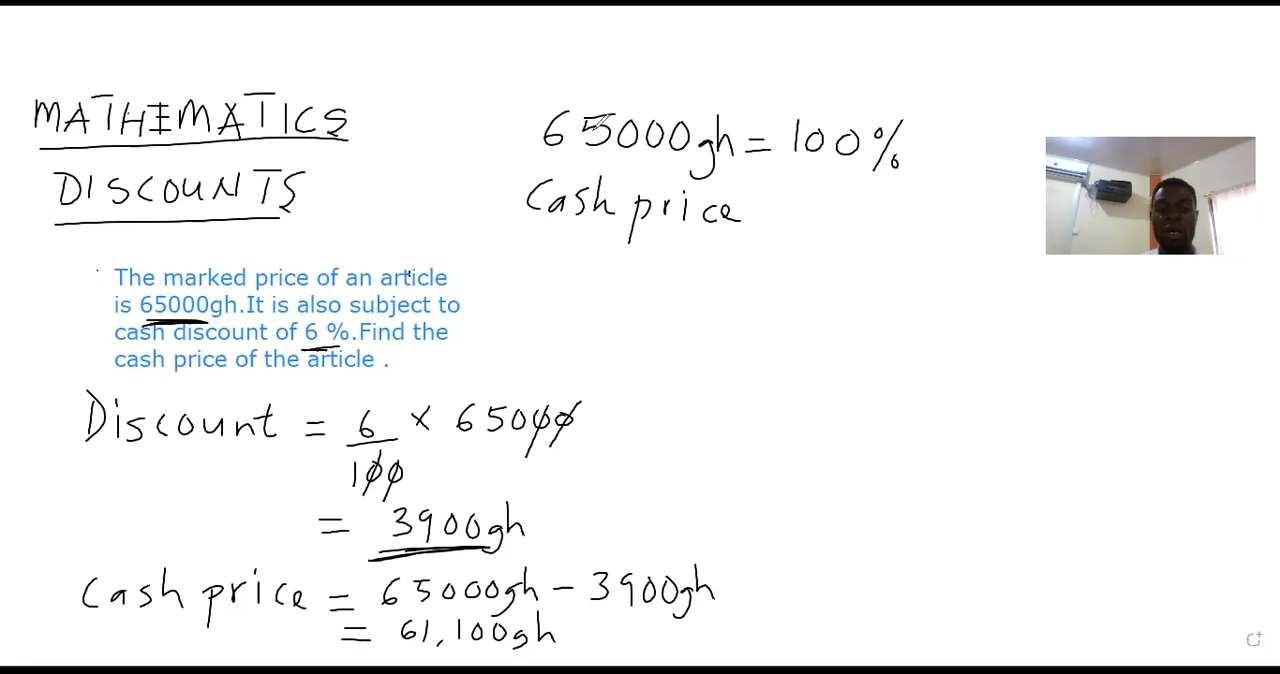 MATHEMATICS
DISCOUNTS
The marked price of an article
is 65000gh.It is also subject to
cash discount of 6 %.Find the
cash price of the article .
Discount = 6/100 × 65000
= 3900gh
Cash price = 65000gh - 3900gh
= 61,100gh
65000gh = 100%
Cash price